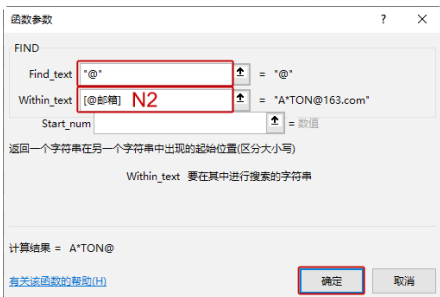 函数参数 ? ×
FIND
Find_text "@" = "@"
Within_text [@邮箱] N2 = "A*TON@163.com"
Start_num = 数值
返回一个字符串在另一个字符串中出现的起始位置(区分大小写)
Within_text 要在其中进行搜索的字符串
计算结果 = A*TON@
有关该函数的帮助(H) 确定 取消